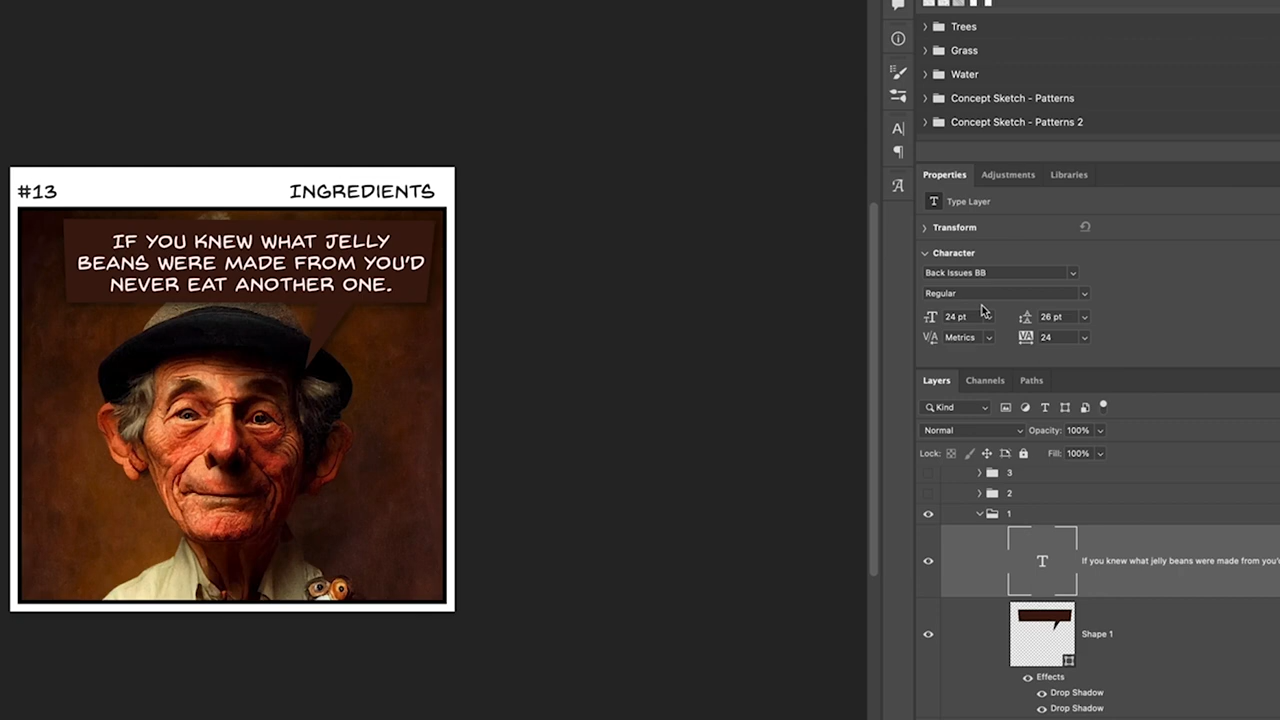 Trees
Grass
Water
Concept Sketch - Patterns
Concept Sketch - Patterns 2
#13 INGREDIENTS
IF YOU KNEW WHAT JELLY
BEANS WERE MADE FROM YOU'D
NEVER EAT ANOTHER ONE.
Properties Adjustments Libraries
T Type Layer
Transform
Character
Back Issues BB
Regular
24 pt 26 pt
Metrics 24
Layers Channels Paths
Kind
Normal Opacity: 100%
Lock: Fill: 100%
3
2
1
T If you knew what jelly beans were made from you'd
Shape 1
Effects
Drop Shadow
Drop Shadow